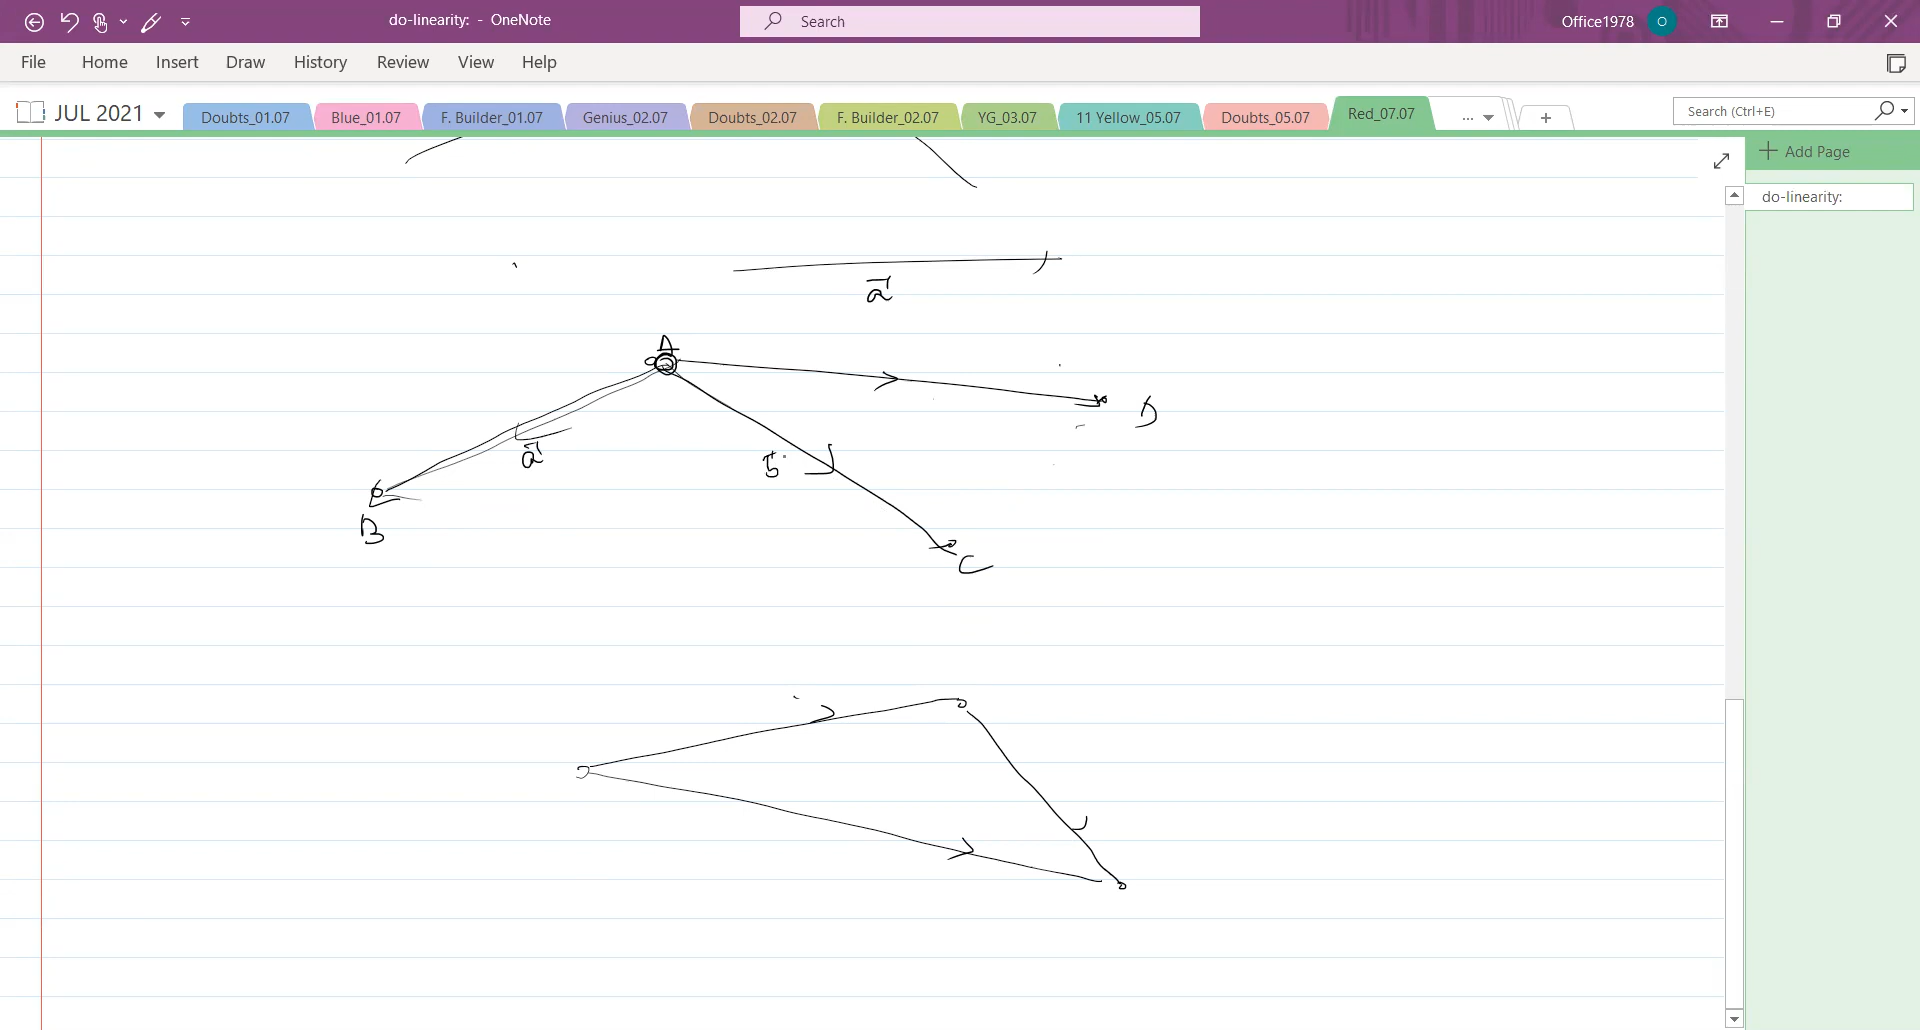 do-linearity: - OneNote
Search
Office1978
O
File Home Insert Draw History Review View Help
JUL 2021
Doubts_01.07
Blue_01.07
F. Builder_01.07
Genius_02.07
Doubts_02.07
F. Builder_02.07
YG_03.07
11 Yellow_05.07
Doubts_05.07
Red_07.07
...
Search (Ctrl+E)
Add Page
do-linearity:
a⃗
A
D
a⃗
b⃗
B
C